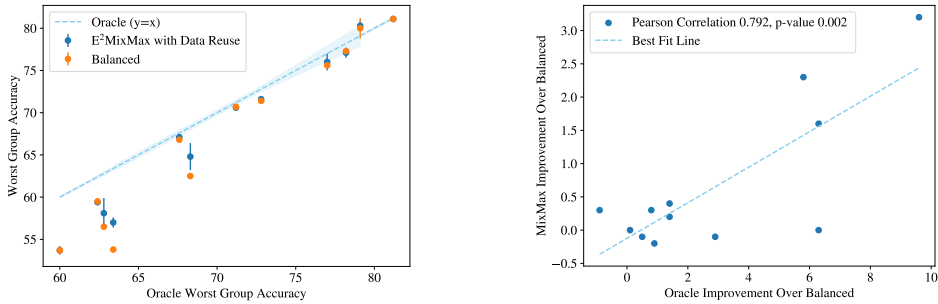 Oracle (y=x)
E²MixMax with Data Reuse
Balanced
Worst Group Accuracy
80
75
70
65
60
55
60
65
70
75
80
Oracle Worst Group Accuracy
Pearson Correlation 0.792, p-value 0.002
Best Fit Line
MixMax Improvement Over Balanced
3.0
2.5
2.0
1.5
1.0
0.5
0.0
−0.5
0
2
4
6
8
10
Oracle Improvement Over Balanced